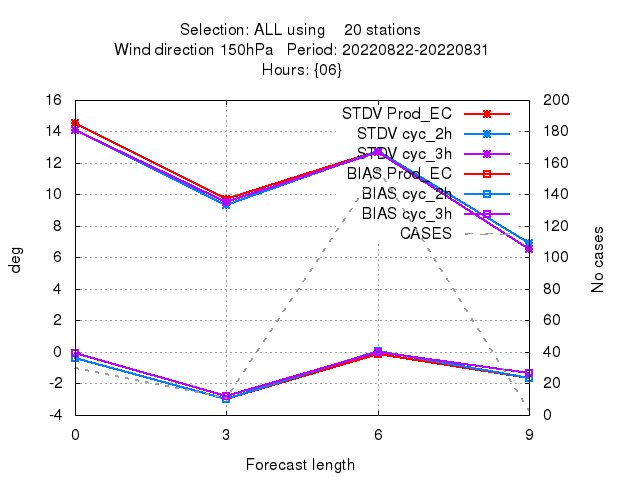 Selection: ALL using 20 stations
Wind direction 150hPa Period: 20220822-20220831
Hours: {06}
16 200
14 180
12 160
10 140
8 120
6 100
4 80
2 60
0 40
-2 20
-4 0
STDV Prod_EC
STDV cyc_2h
STDV cyc_3h
BIAS Prod_EC
BIAS cyc_2h
BIAS cyc_3h
CASES
deg
No cases
0 3 6 9
Forecast length